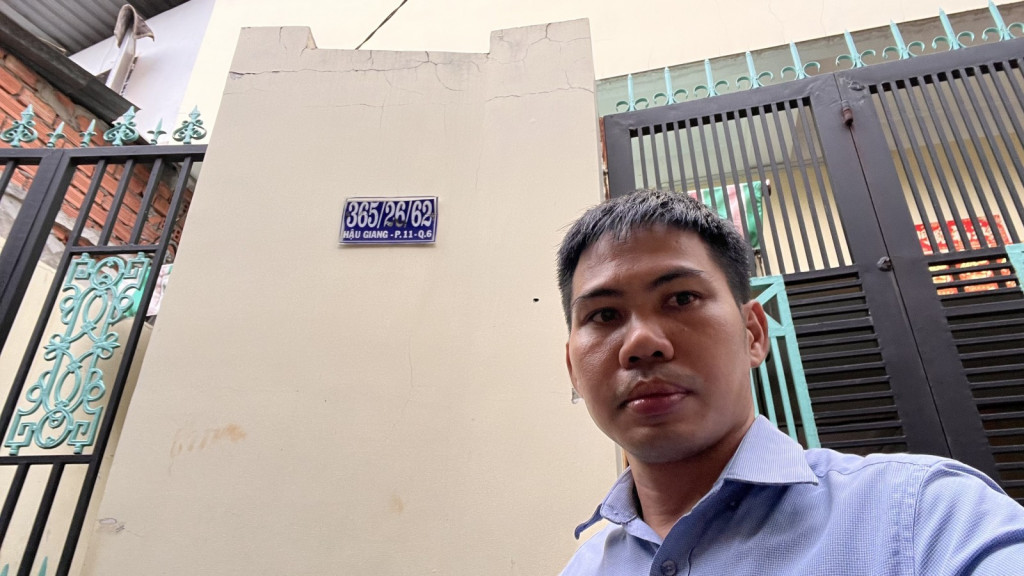 365/26/62
HẬU GIANG - P.11 - Q.6